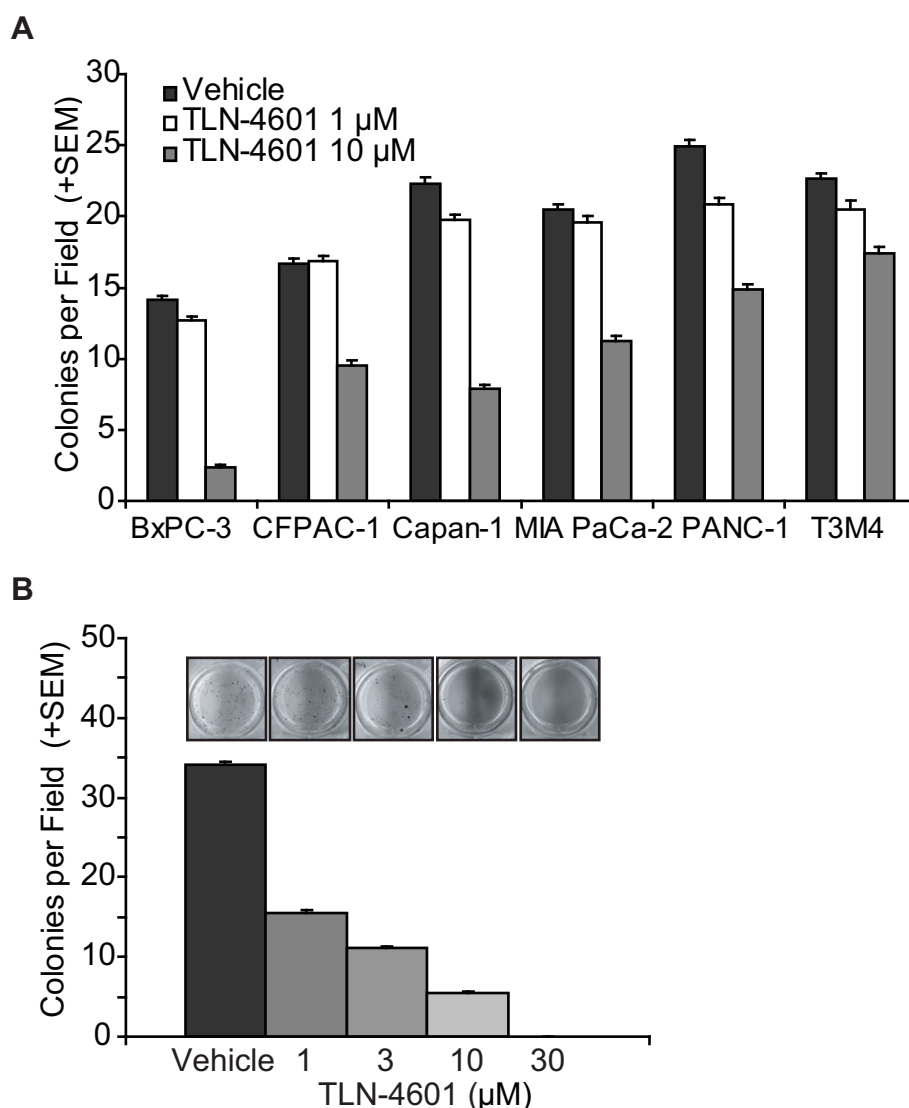 A
Colonies per Field (+SEM)
30
25
20
15
10
5
0
Vehicle
TLN-4601 1 µM
TLN-4601 10 µM
BxPC-3 CFPAC-1 Capan-1 MIA PaCa-2 PANC-1 T3M4
B
Colonies per Field (+SEM)
50
40
30
20
10
0
Vehicle 1 3 10 30
TLN-4601 (µM)